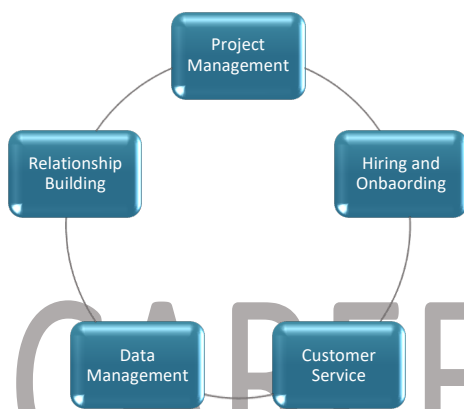 Project
Management
Relationship
Building
Hiring and
Onbaording
Data
Management
Customer
Service